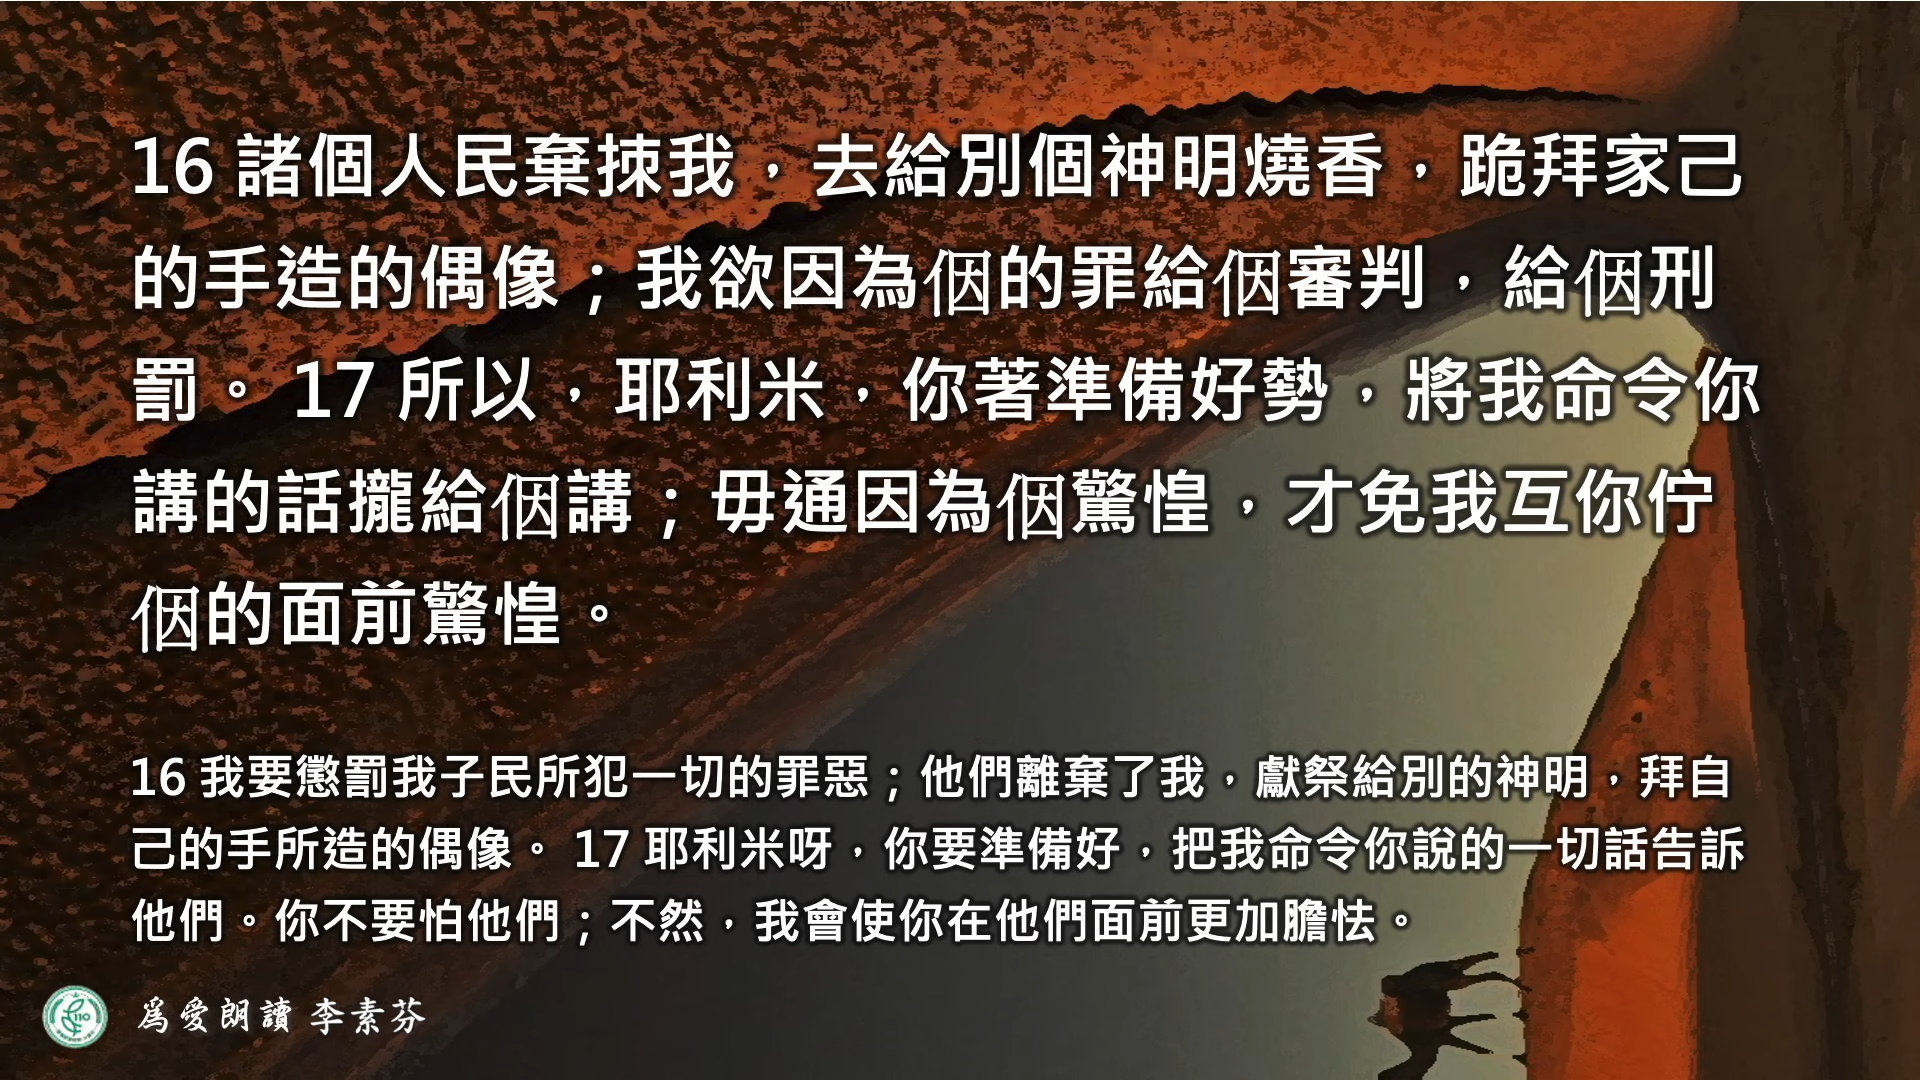 16 諸個人民棄揀我，去給別個神明燒香，跪拜家己
的手造的偶像；我欲因為𪜶的罪給𪜶審判，給𪜶刑
罰。 17 所以，耶利米，你著準備好勢，將我命令你
講的話攏給𪜶講；毋通因為𪜶驚惶，才免我互你佇
𪜶的面前驚惶。
16 我要懲罰我子民所犯一切的罪惡；他們離棄了我，獻祭給別的神明，拜自
己的手所造的偶像。 17 耶利米呀，你要準備好，把我命令你說的一切話告訴
他們。你不要怕他們；不然，我會使你在他們面前更加膽怯。
110
為愛朗讀 李素芬